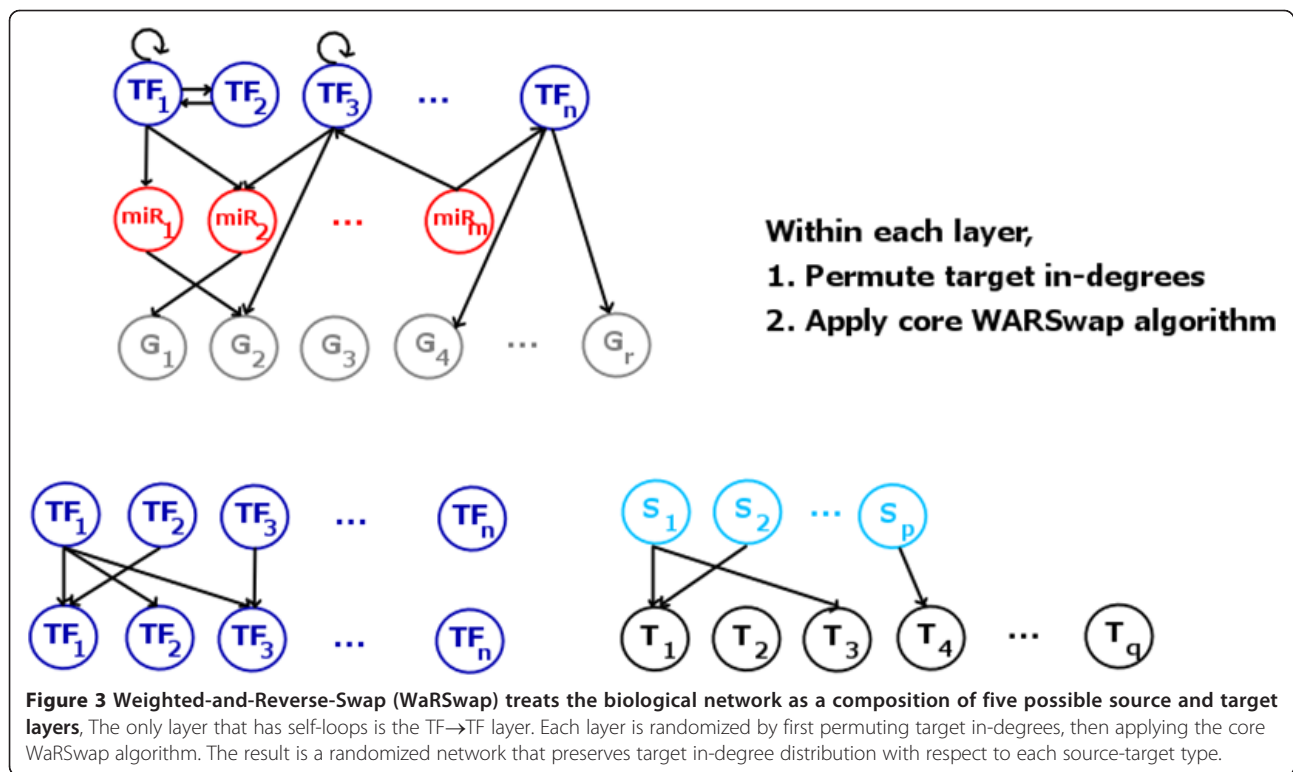 TF1 TF2 TF3 ... TFn
miR1 miR2 ... miRm
G1 G2 G3 G4 ... Gr
Within each layer,
1. Permute target in-degrees
2. Apply core WARSwap algorithm
TF1 TF2 TF3 ... TFn
TF1 TF2 TF3 ... TFn
S1 S2 ... Sp
T1 T2 T3 T4 ... Tq
Figure 3 Weighted-and-Reverse-Swap (WaRSwap) treats the biological network as a composition of five possible source and target
layers, The only layer that has self-loops is the TF→TF layer. Each layer is randomized by first permuting target in-degrees, then applying the core
WaRSwap algorithm. The result is a randomized network that preserves target in-degree distribution with respect to each source-target type.